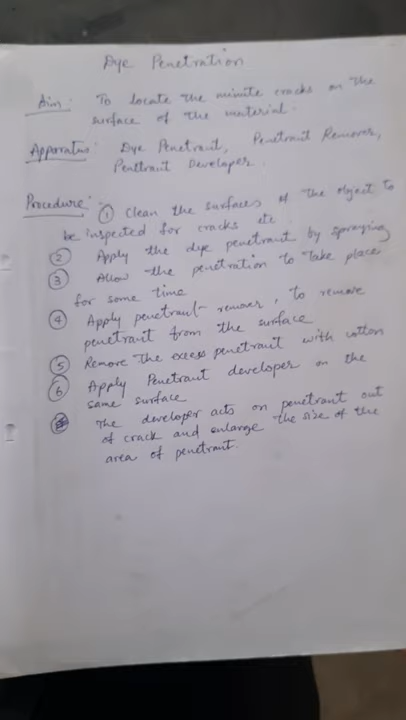 Dye Penetration
Aim: To locate the minute cracks on the
surface of the material.
Apparatus: Dye Penetrant, Penetrant Remover,
Penetrant Developer.
Procedure: ① Clean the surfaces of the object to
be inspected for cracks etc
② Apply the dye penetrant by spraying
③ Allow the penetration to take place
for some time
④ Apply penetrant remover, to remove
penetrant from the surface
⑤ Remove the excess penetrant with cotton
⑥ Apply Penetrant developer on the
same surface
The developer acts on penetrant out
of crack and enlarge the size of the
area of penetrant.